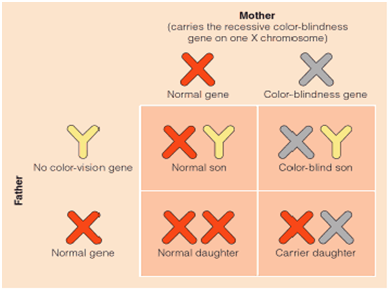 Mother
(carries the recessive color-blindness
gene on one X chromosome)
Normal gene
Color-blindness gene
Father
No color-vision gene
Normal son
Color-blind son
Normal gene
Normal daughter
Carrier daughter